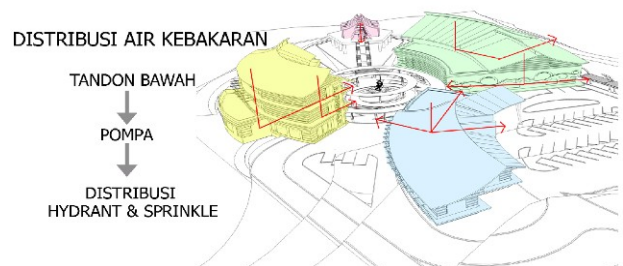 DISTRIBUSI AIR KEBAKARAN
TANDON BAWAH
POMPA
DISTRIBUSI
HYDRANT & SPRINKLE